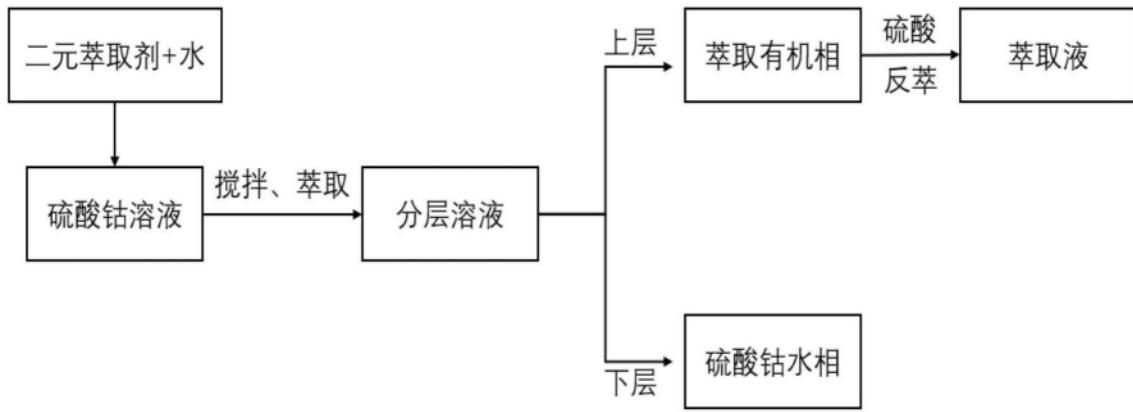 二元萃取剂+水
硫酸钴溶液
搅拌、萃取
分层溶液
上层
萃取有机相
硫酸
反萃
萃取液
下层
硫酸钴水相